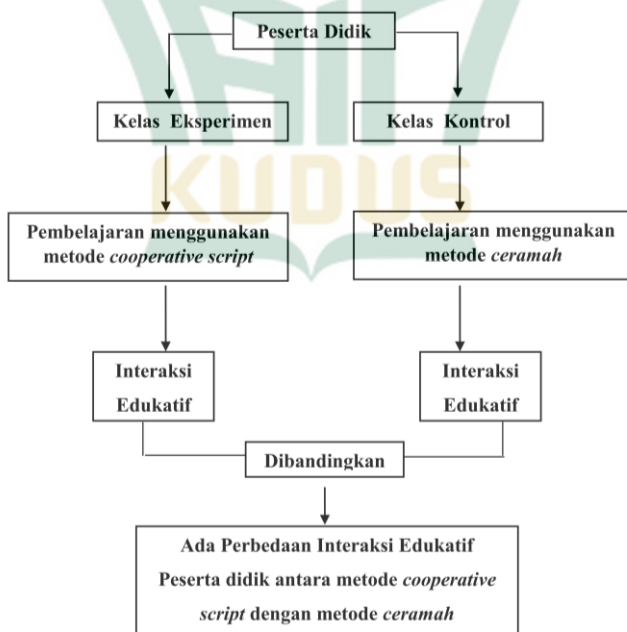 Peserta Didik
Kelas Eksperimen
Kelas Kontrol
KUDUS
Pembelajaran menggunakan
metode cooperative script
Pembelajaran menggunakan
metode ceramah
Interaksi
Edukatif
Interaksi
Edukatif
Dibandingkan
Ada Perbedaan Interaksi Edukatif
Peserta didik antara metode cooperative
script dengan metode ceramah